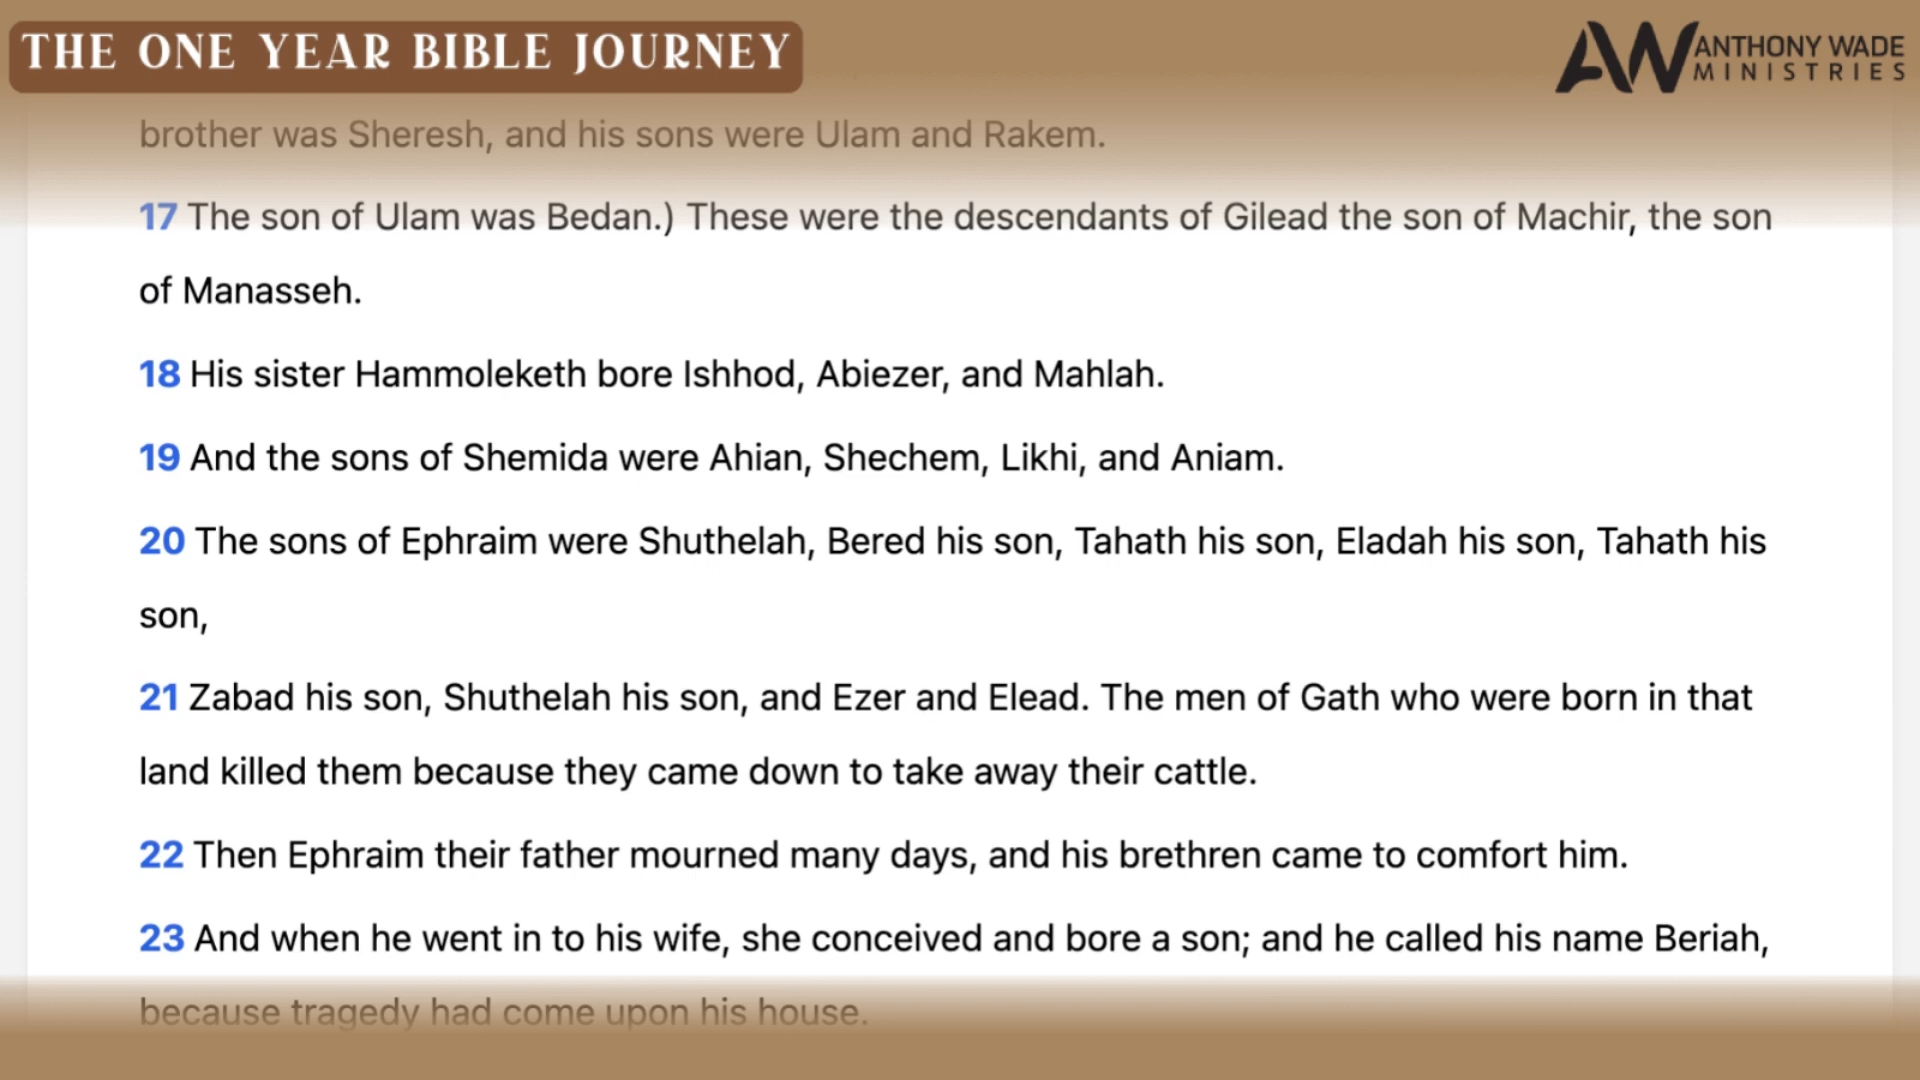 THE ONE YEAR BIBLE JOURNEY
AW ANTHONY WADE
MINISTRIES
brother was Sheresh, and his sons were Ulam and Rakem.
17 The son of Ulam was Bedan.) These were the descendants of Gilead the son of Machir, the son
of Manasseh.
18 His sister Hammoleketh bore Ishhod, Abiezer, and Mahlah.
19 And the sons of Shemida were Ahian, Shechem, Likhi, and Aniam.
20 The sons of Ephraim were Shuthelah, Bered his son, Tahath his son, Eladah his son, Tahath his
son,
21 Zabad his son, Shuthelah his son, and Ezer and Elead. The men of Gath who were born in that
land killed them because they came down to take away their cattle.
22 Then Ephraim their father mourned many days, and his brethren came to comfort him.
23 And when he went in to his wife, she conceived and bore a son; and he called his name Beriah,
because tragedy had come upon his house.